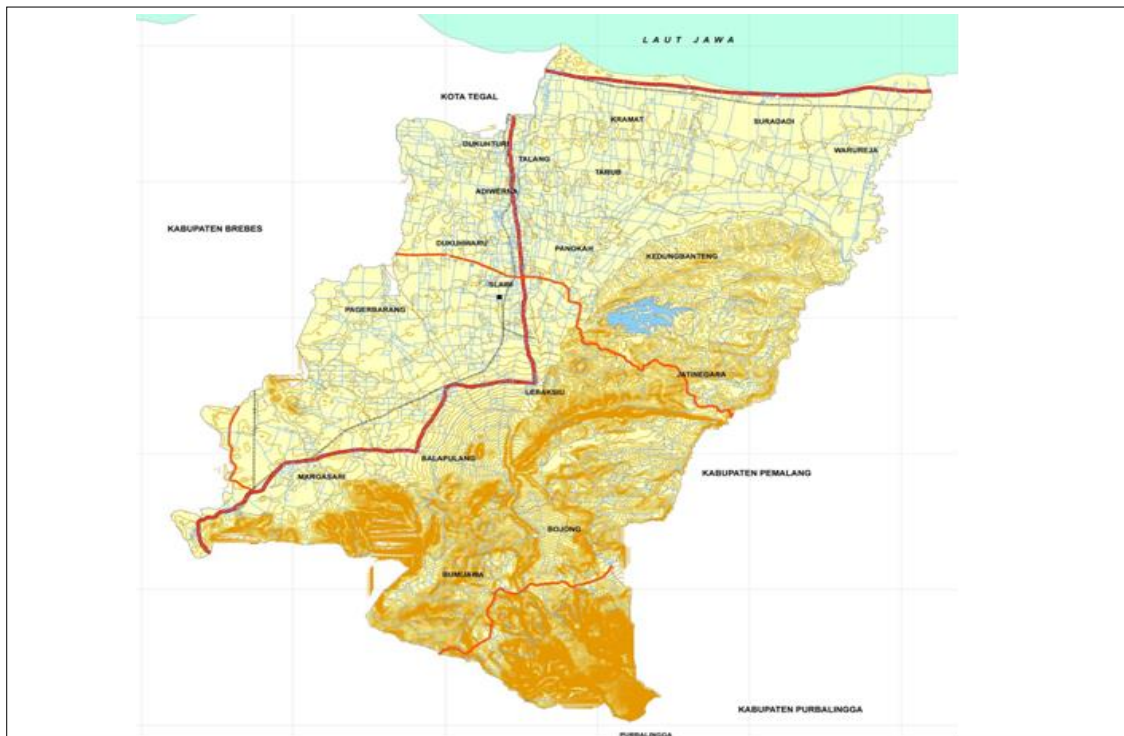 LAUT JAWA
KOTA TEGAL
KRAMAT
SURADADI
DUKUHTURI
WARUREJA
TALANG
TARUB
ADIWERNA
KABUPATEN BREBES
DUKUHWARU
PANGKAH
KEDUNGBANTENG
SLAWI
PAGERBARANG
JATINEGARA
LEBAKSIU
BALAPULANG
KABUPATEN PEMALANG
MARGASARI
BOJONG
BUMIJAWA
KABUPATEN PURBALINGGA
PURBALINGGA